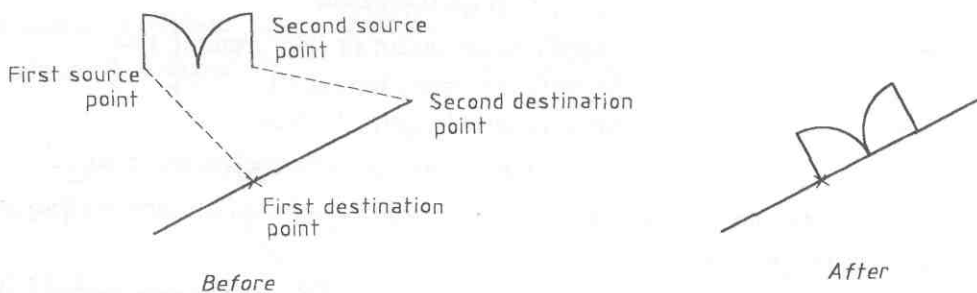 Second source
point
First source
point
Second destination
point
First destination
point
Before
After